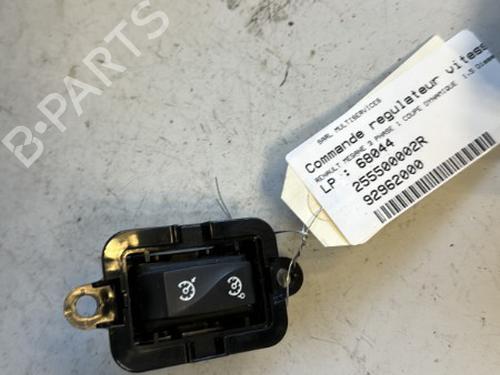 B-PARTS
SARL MULTISERVICES
Commande regulateur vitess
RENAULT MEGANE 3 PHASE 1 COUPE DYNAMIQUE 1.5
LP : 68044
255500002R
92962000